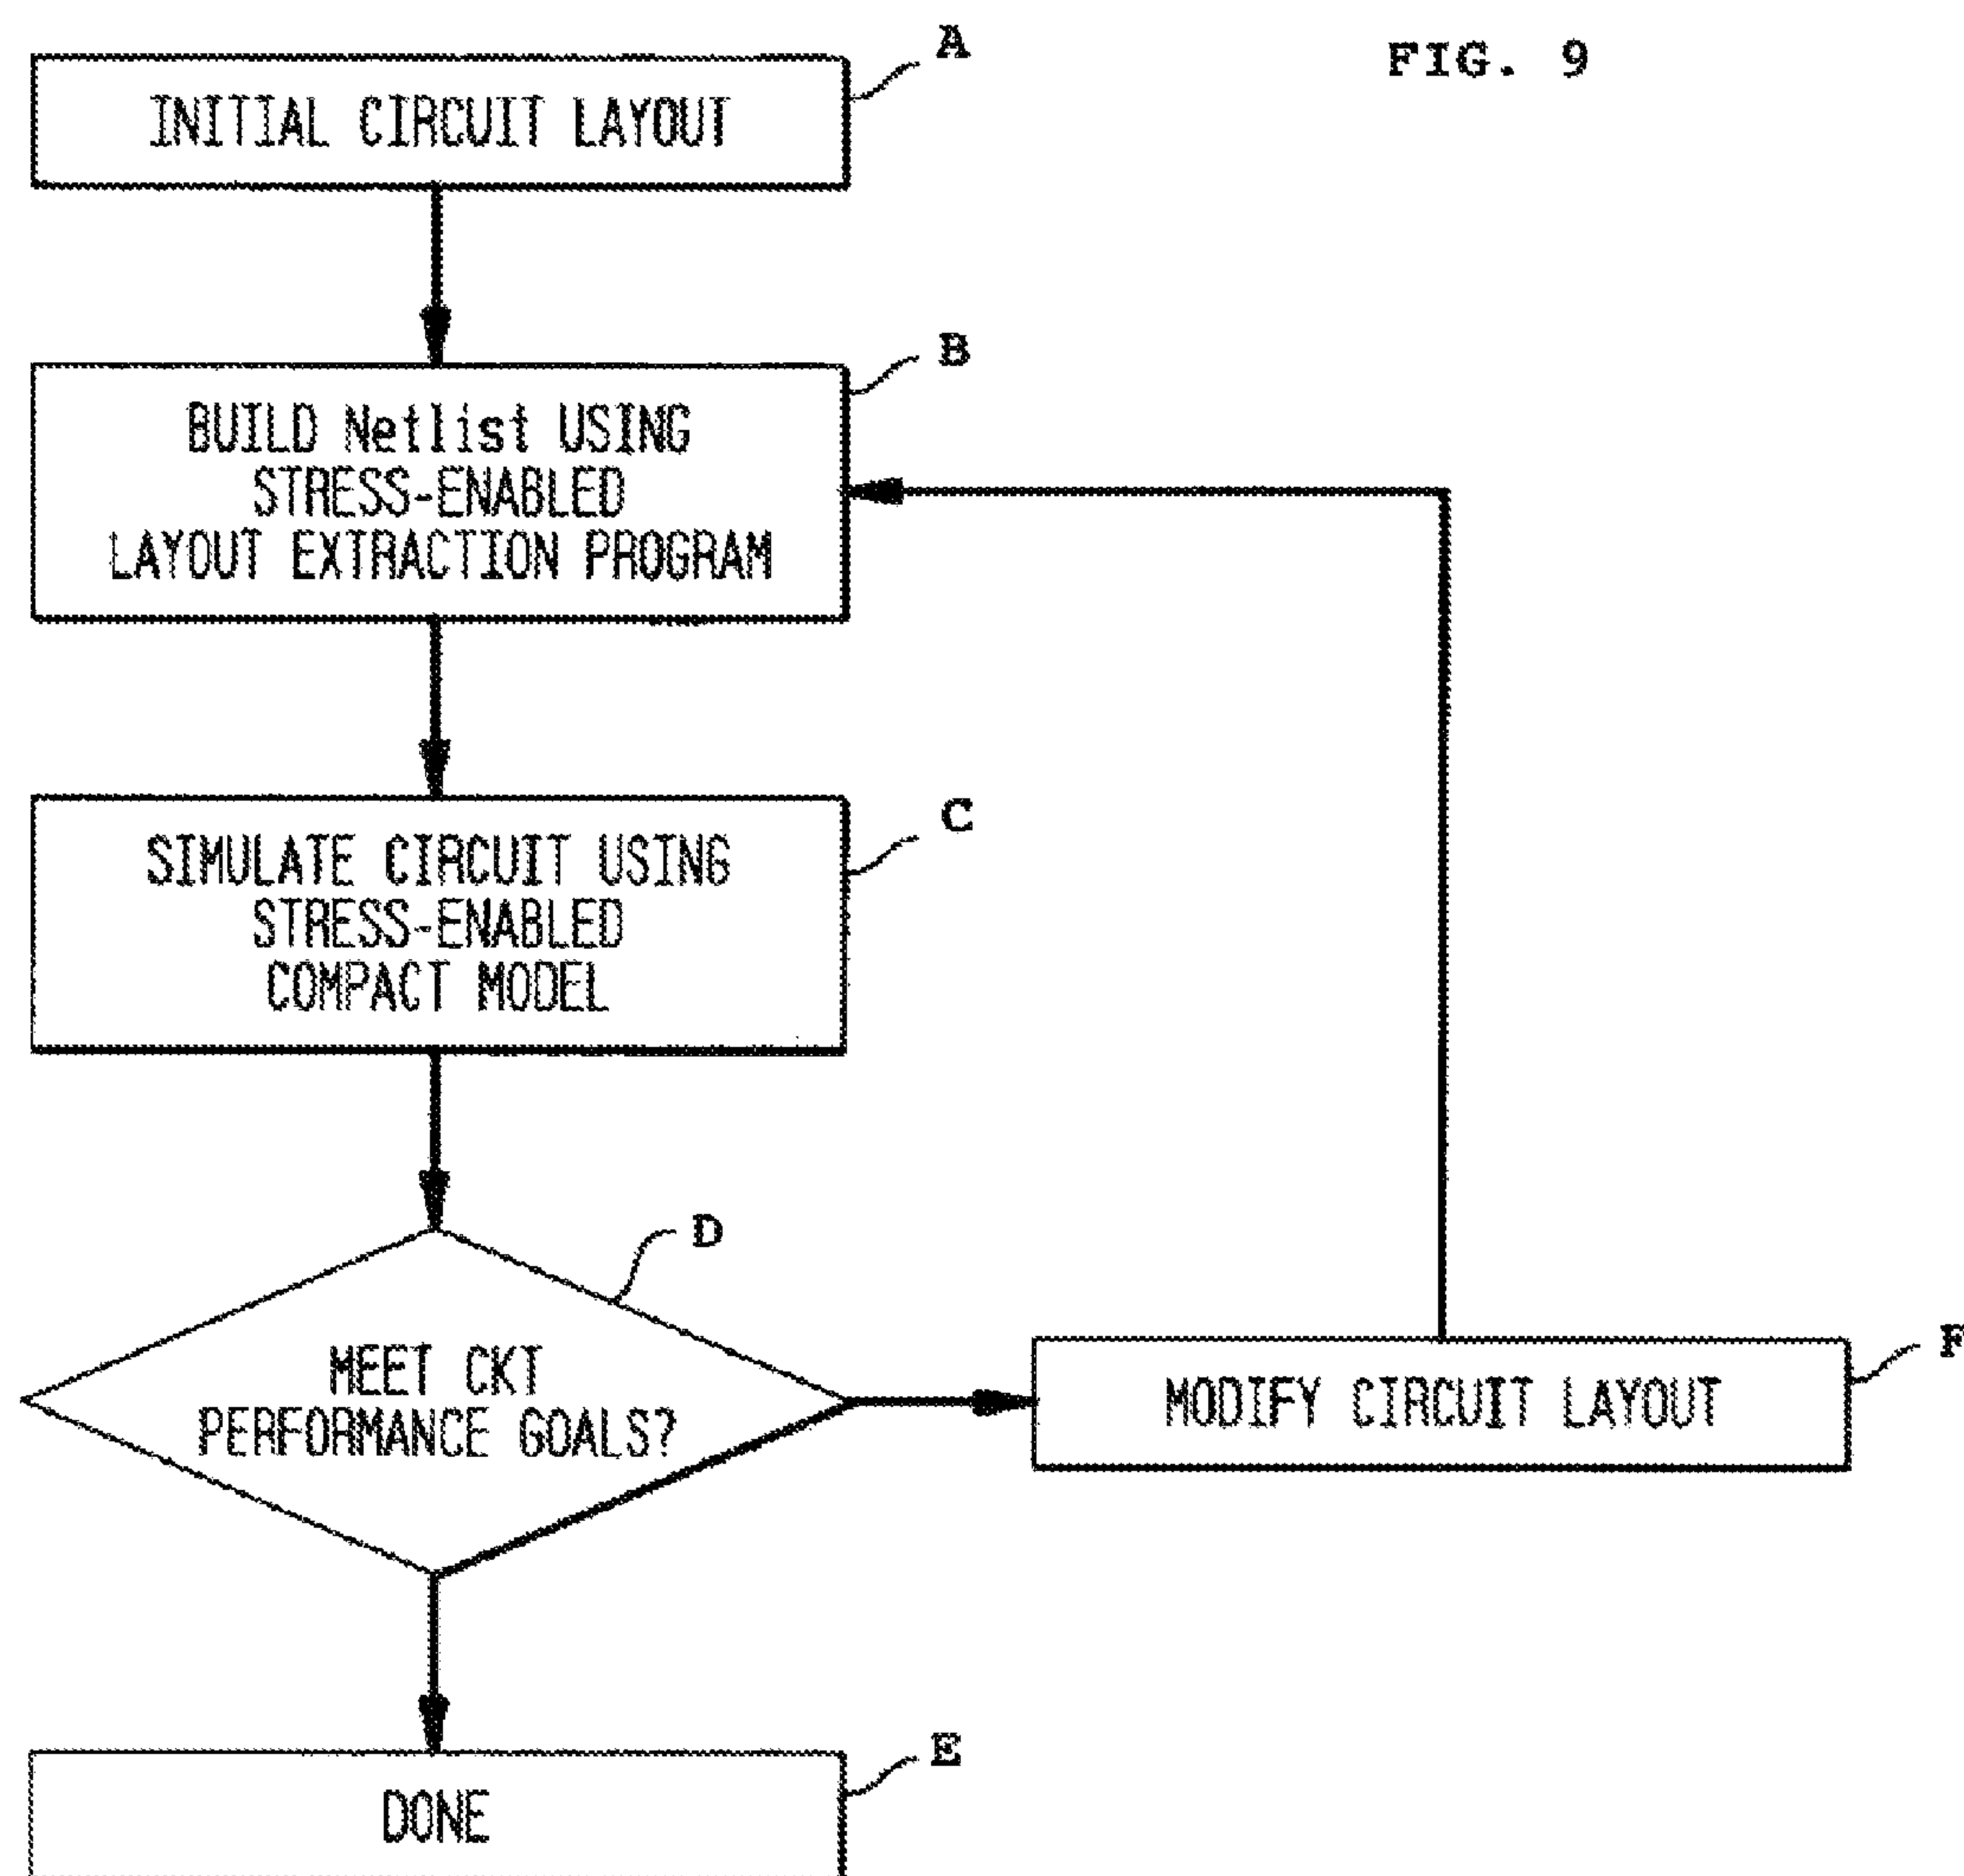 FIG. 9
A
INITIAL CIRCUIT LAYOUT
B
BUILD Netlist USING
STRESS-ENABLED
LAYOUT EXTRACTION PROGRAM
C
SIMULATE CIRCUIT USING
STRESS-ENABLED
COMPACT MODEL
D
MEET CKT
PERFORMANCE GOALS?
F
MODIFY CIRCUIT LAYOUT
E
DONE